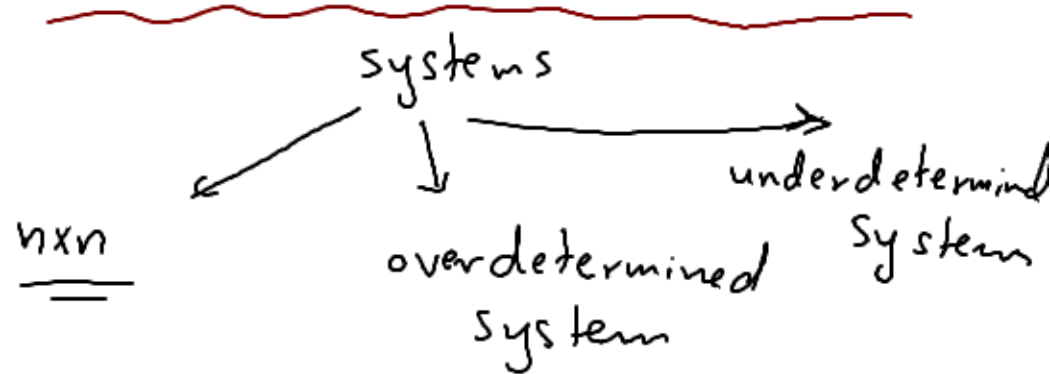 systems
nxn
overdetermined
system
underdetermind
system